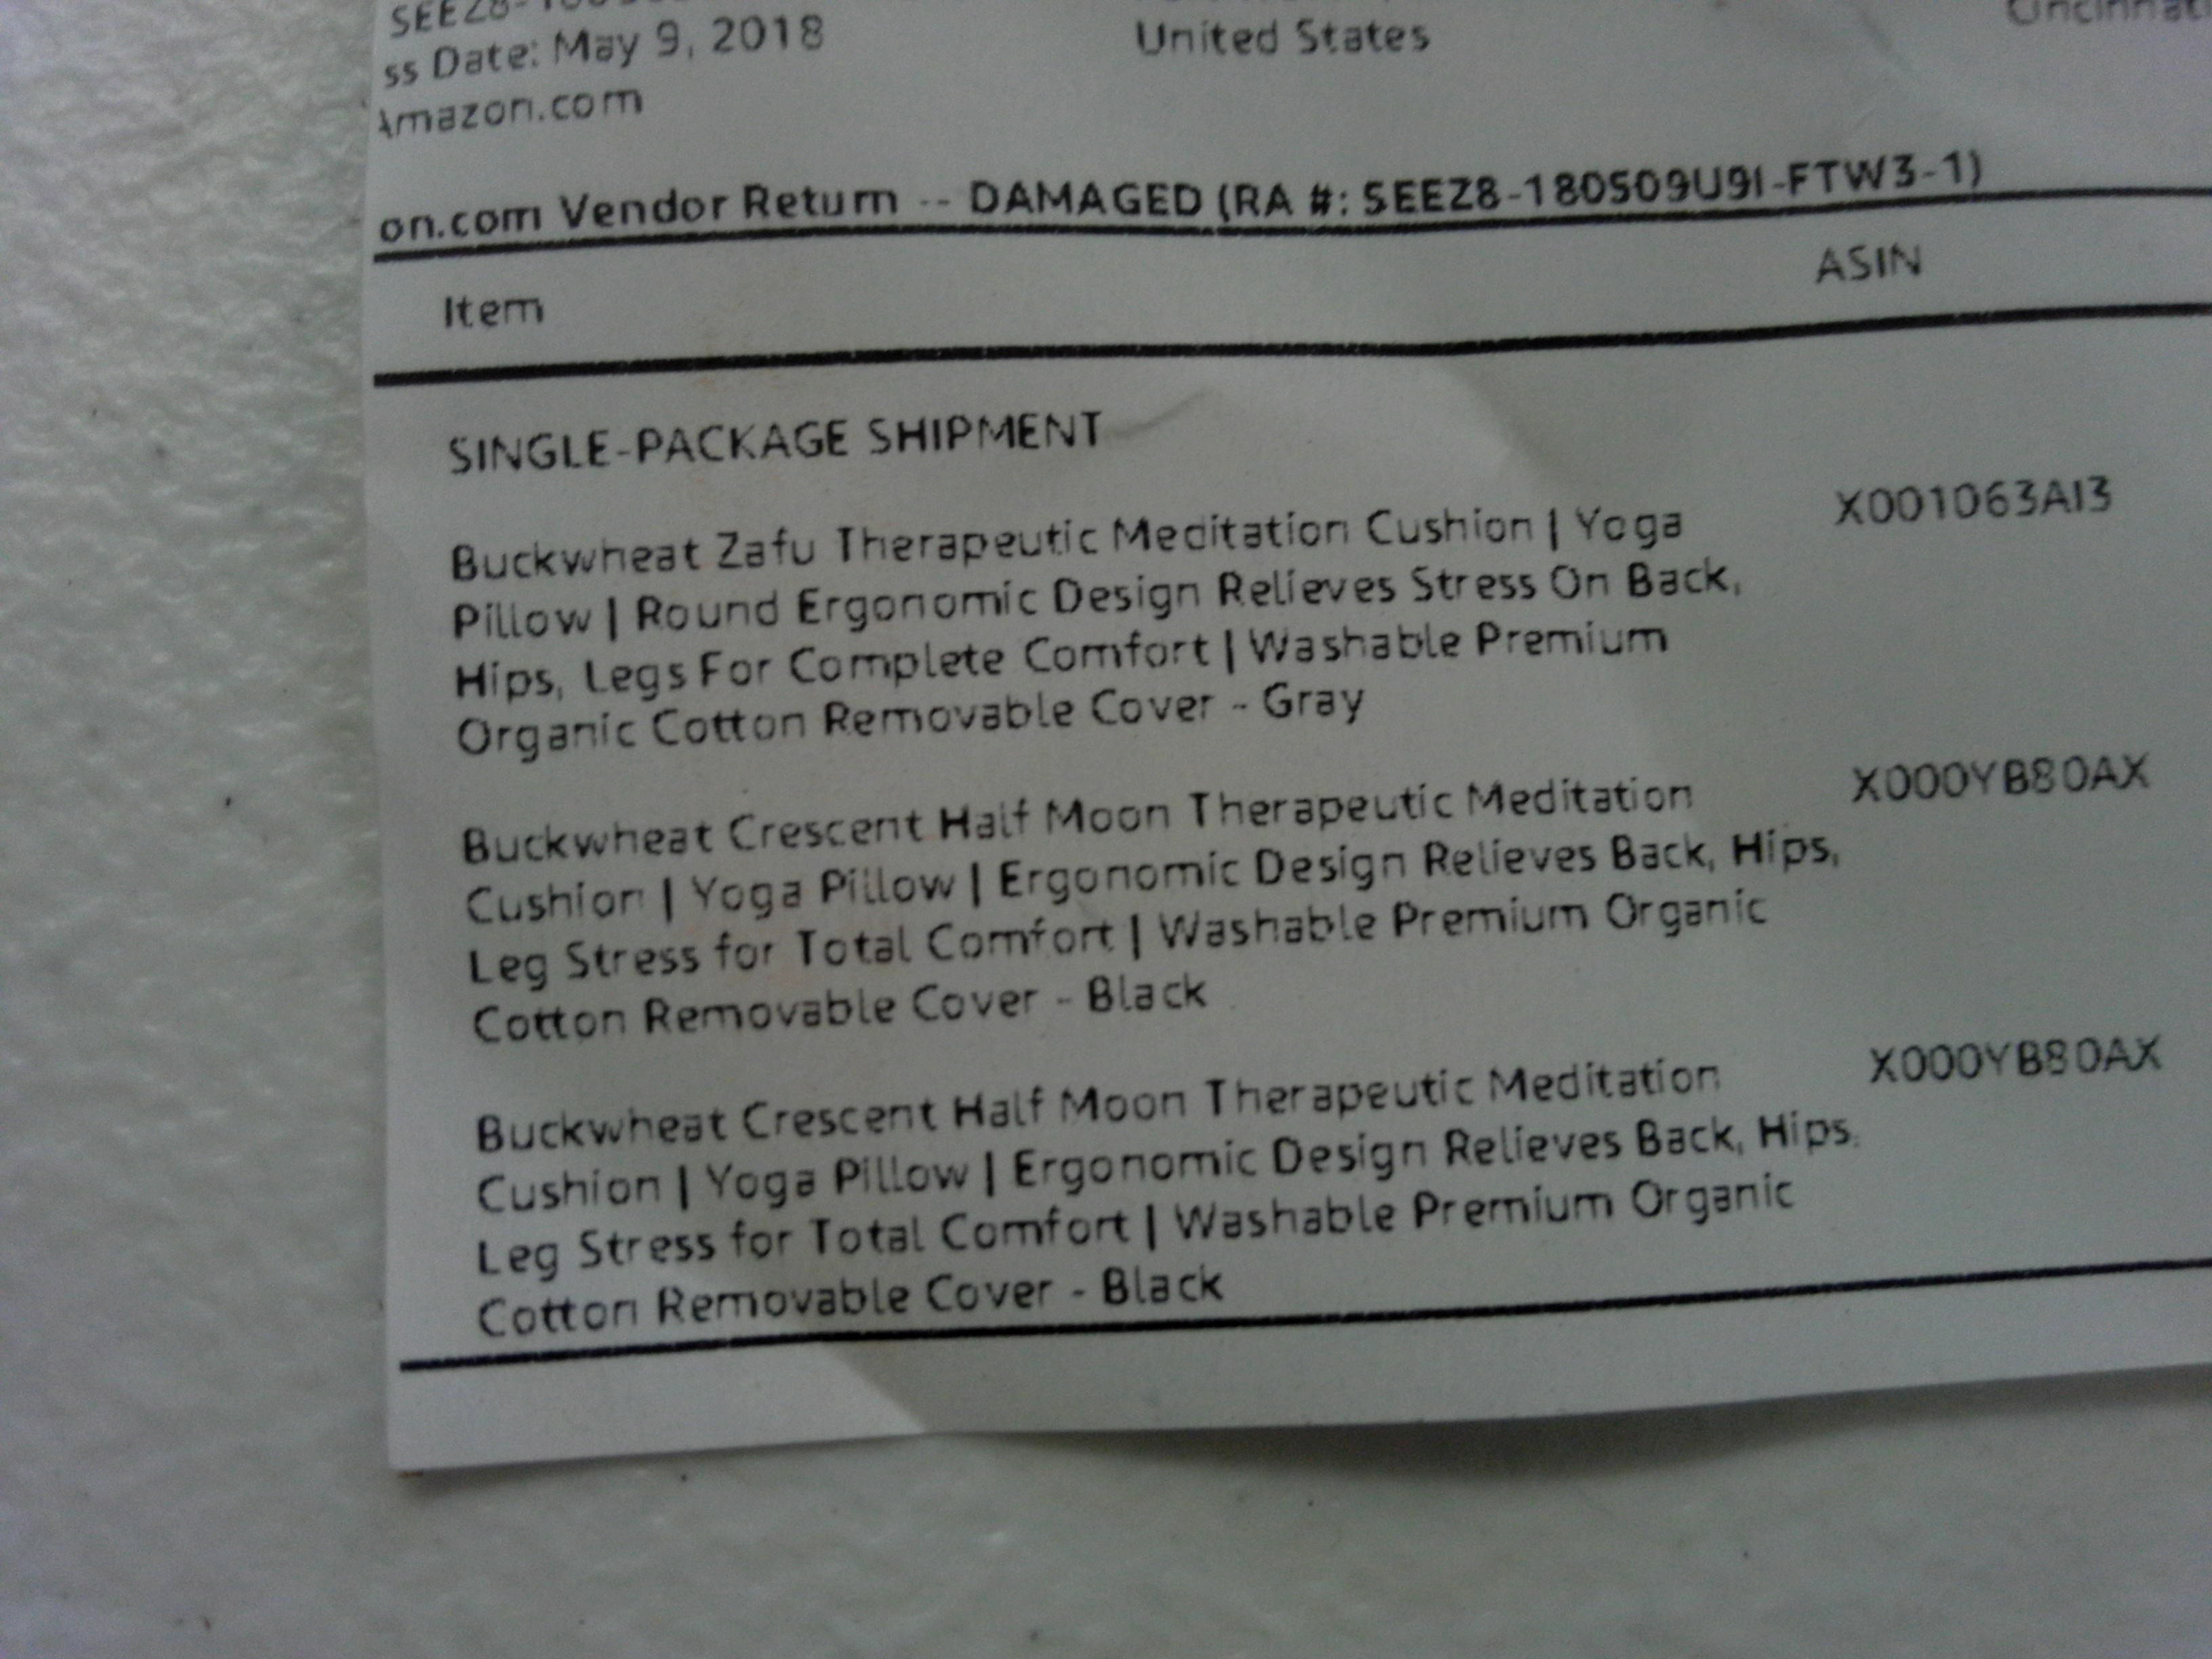 SEEZ8-
ss Date: May 9, 2018
Amazon.com
United States
on.com Vendor Return -- DAMAGED (RA #: SEEZ8-180509U9I-FTW3-1)
Item ASIN
SINGLE-PACKAGE SHIPMENT
Buckwheat Zafu Therapeutic Meditation Cushion | Yoga X001063AI3
Pillow | Round Ergonomic Design Relieves Stress On Back,
Hips, Legs For Complete Comfort | Washable Premium
Organic Cotton Removable Cover - Gray
Buckwheat Crescent Half Moon Therapeutic Meditation X000YB80AX
Cushion | Yoga Pillow | Ergonomic Design Relieves Back, Hips,
Leg Stress for Total Comfort | Washable Premium Organic
Cotton Removable Cover - Black
Buckwheat Crescent Half Moon Therapeutic Meditation X000YB80AX
Cushion | Yoga Pillow | Ergonomic Design Relieves Back, Hips,
Leg Stress for Total Comfort | Washable Premium Organic
Cotton Removable Cover - Black